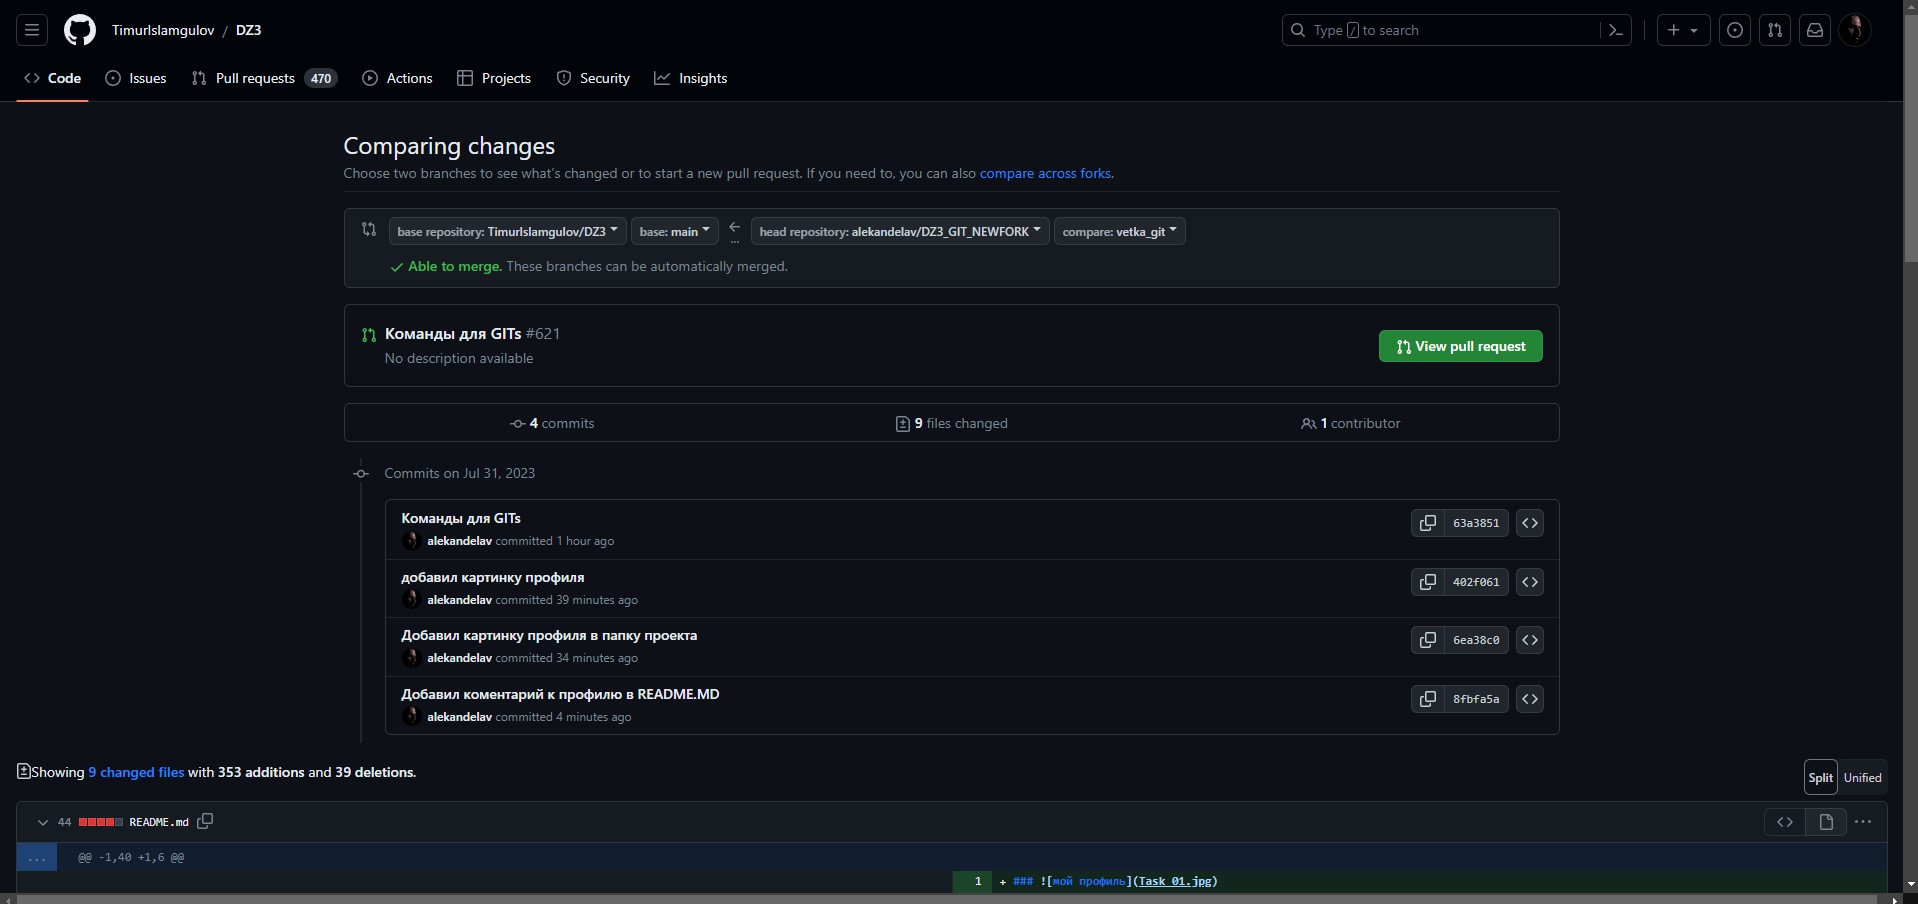 TimurIslamgulov / DZ3
Type / to search
Code Issues Pull requests 470 Actions Projects Security Insights
Comparing changes
Choose two branches to see what's changed or to start a new pull request. If you need to, you can also compare across forks.
base repository: TimurIslamgulov/DZ3 base: main ... head repository: alekandelav/DZ3_GIT_NEWFORK compare: vetka_git
Able to merge. These branches can be automatically merged.
Команды для GITs #621
No description available
View pull request
4 commits 9 files changed 1 contributor
Commits on Jul 31, 2023
Команды для GITs
alekandelav committed 1 hour ago
63a3851
добавил картинку профиля
alekandelav committed 39 minutes ago
402f061
Добавил картинку профиля в папку проекта
alekandelav committed 34 minutes ago
6ea38c0
Добавил коментарий к профилю в README.MD
alekandelav committed 4 minutes ago
8fbfa5a
Showing 9 changed files with 353 additions and 39 deletions.
Split Unified
44 README.md
... @@ -1,40 +1,6 @@
1 + ### ![мой профиль](Task_01.jpg)